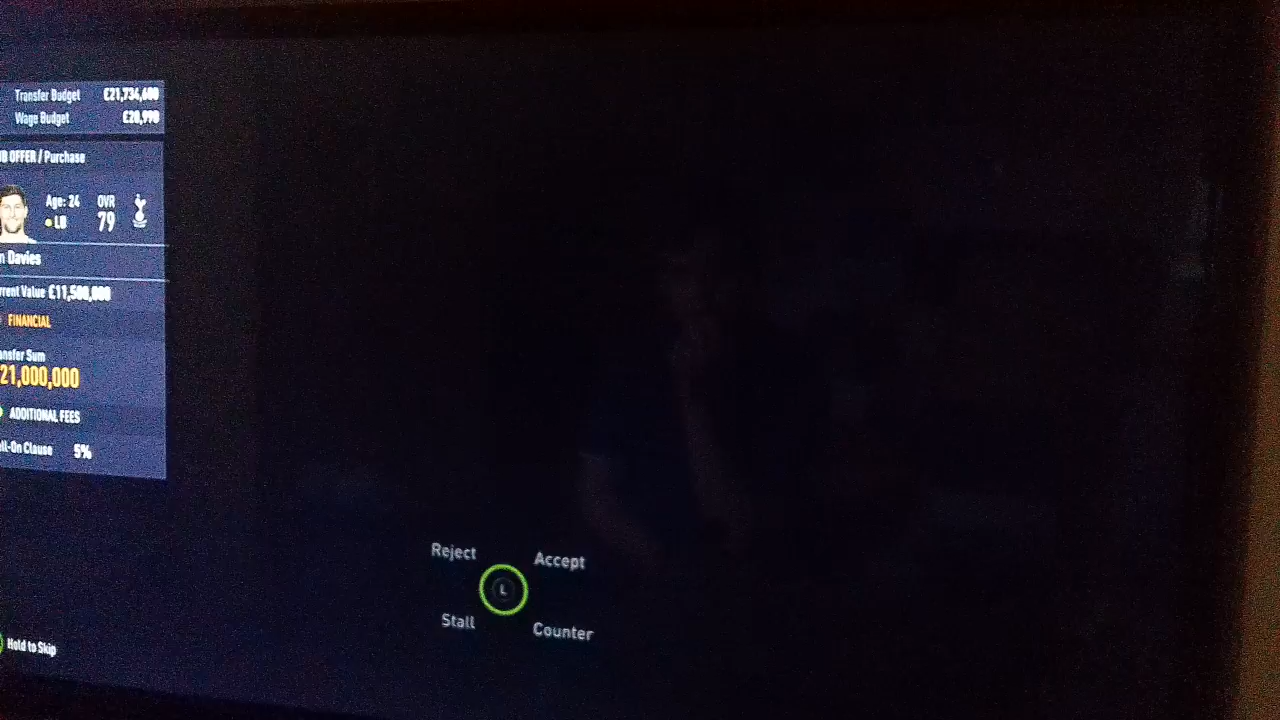 Transfer Budget £21,734,600
Wage Budget £20,990
OFFER / Purchase
Age: 24 OVR
LB 79
Davies
Current Value £11,500,000
FINANCIAL
Transfer Sum
21,000,000
ADDITIONAL FEES
Sell-On Clause 5%
Reject
Accept
L
Stall
Counter
Hold to Skip